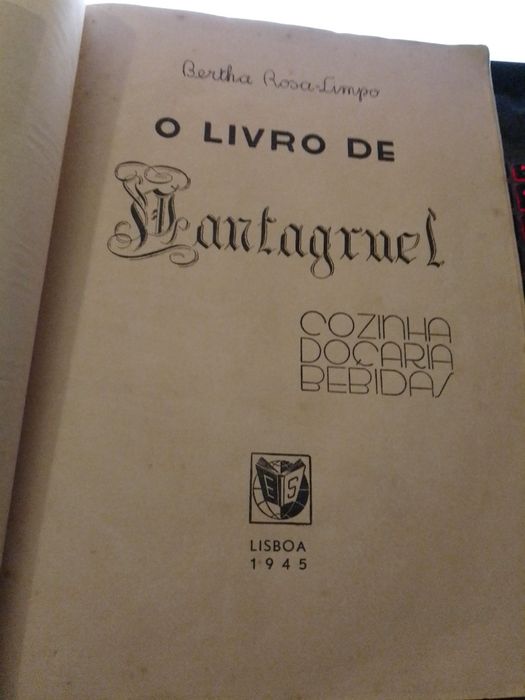 Bertha Rosa-Limpo
O LIVRO DE
Pantagruel
COZINHA
DOÇARIA
BEBIDAS
E S
LISBOA
1945